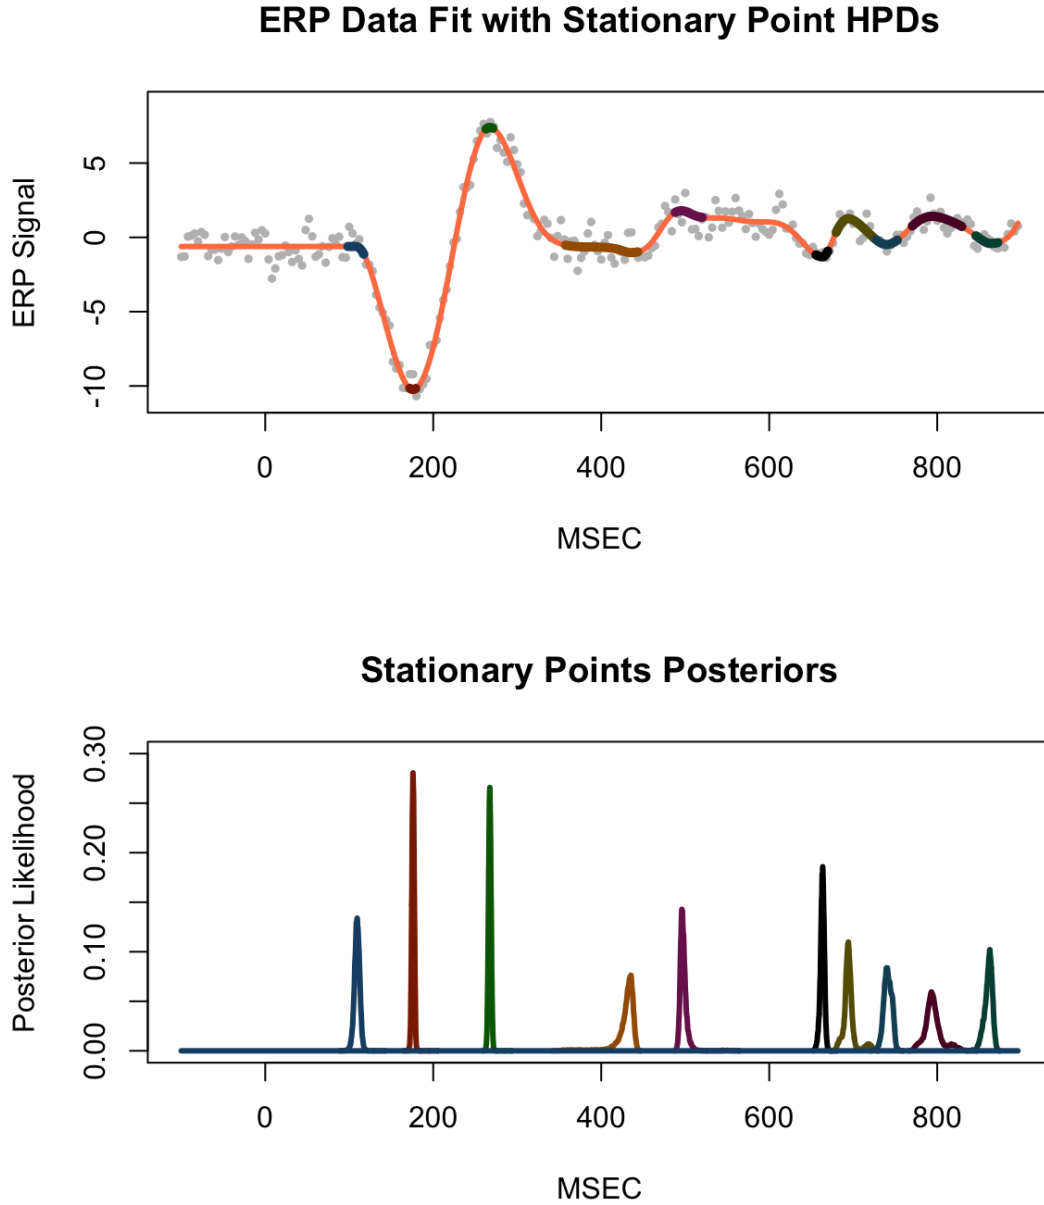 ERP Data Fit with Stationary Point HPDs
ERP Signal
5
0
-5
-10
0 200 400 600 800
MSEC
Stationary Points Posteriors
Posterior Likelihood
0.30
0.20
0.10
0.00
0 200 400 600 800
MSEC